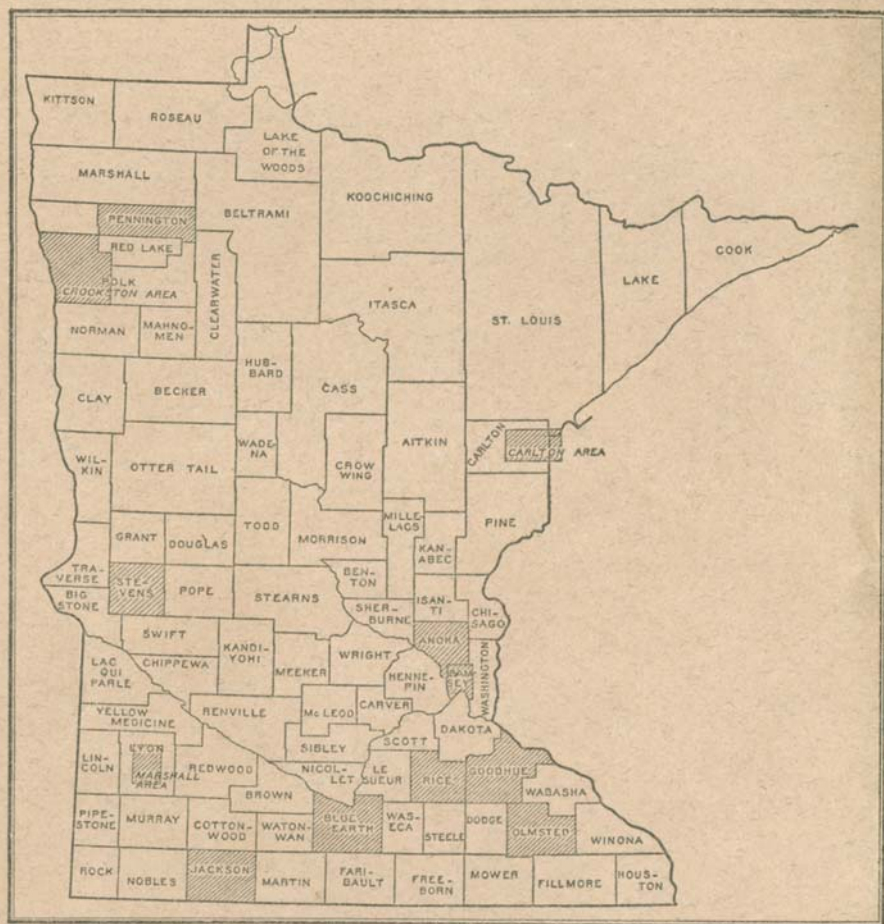 KITTSON
ROSEAU
LAKE
OF THE
WOODS
MARSHALL
KOOCHICHING
BELTRAMI
PENNINGTON
RED LAKE
POLK
CROOKSTON AREA
CLEARWATER
ITASCA
ST. LOUIS
LAKE
COOK
NORMAN
MAHNO-
MEN
HUB-
BARD
CASS
CLAY
BECKER
AITKIN
CARLTON
CARLTON AREA
WADE-
NA
CROW
WING
WIL-
KIN
OTTER TAIL
PINE
MILLE
LACS
TODD
MORRISON
KAN-
ABEC
GRANT
DOUGLAS
TRA-
VERSE
STE-
VENS
POPE
BEN-
TON
ISAN-
TI
BIG
STONE
STEARNS
SHER-
BURNE
CHI-
SAGO
SWIFT
KANDI-
YOHI
ANOKA
LAC
QUI
PARLE
CHIPPEWA
MEEKER
WRIGHT
HENNE-
PIN
RAM-
SEY
WASHINGTON
YELLOW
MEDICINE
RENVILLE
Mc LEOD
CARVER
DAKOTA
SIBLEY
SCOTT
LIN-
COLN
LYON
MARSHALL
AREA
REDWOOD
NICOL-
LET
LE
SUEUR
RICE
GOODHUE
WABASHA
BROWN
PIPE-
STONE
MURRAY
COTTON-
WOOD
WATON-
WAN
BLUE
EARTH
WAS-
ECA
STEELE
DODGE
OLMSTED
WINONA
ROCK
NOBLES
JACKSON
MARTIN
FARI-
BAULT
FREE-
BORN
MOWER
FILLMORE
HOUS-
TON